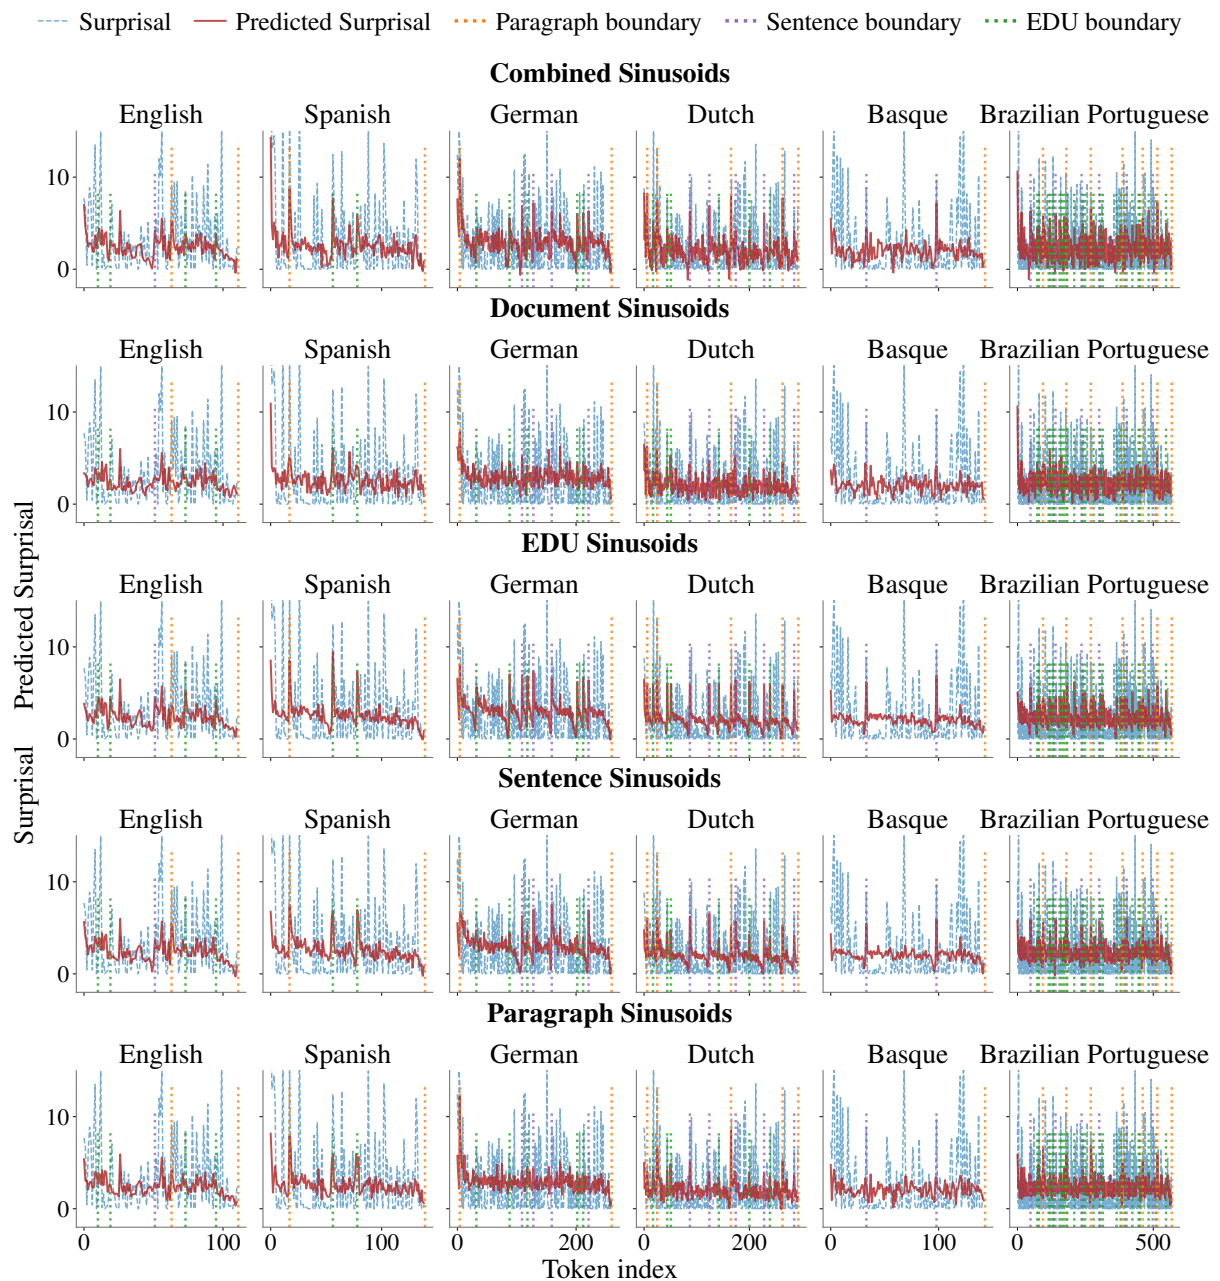 Surprisal Predicted Surprisal Paragraph boundary Sentence boundary EDU boundary
Combined Sinusoids
English Spanish German Dutch Basque Brazilian Portuguese
10
0
Document Sinusoids
English Spanish German Dutch Basque Brazilian Portuguese
10
0
EDU Sinusoids
English Spanish German Dutch Basque Brazilian Portuguese
10
0
Sentence Sinusoids
English Spanish German Dutch Basque Brazilian Portuguese
10
0
Paragraph Sinusoids
English Spanish German Dutch Basque Brazilian Portuguese
10
0
0 100 0 100 0 200 0 200 0 100 0 500
Token index
Surprisal Predicted Surprisal